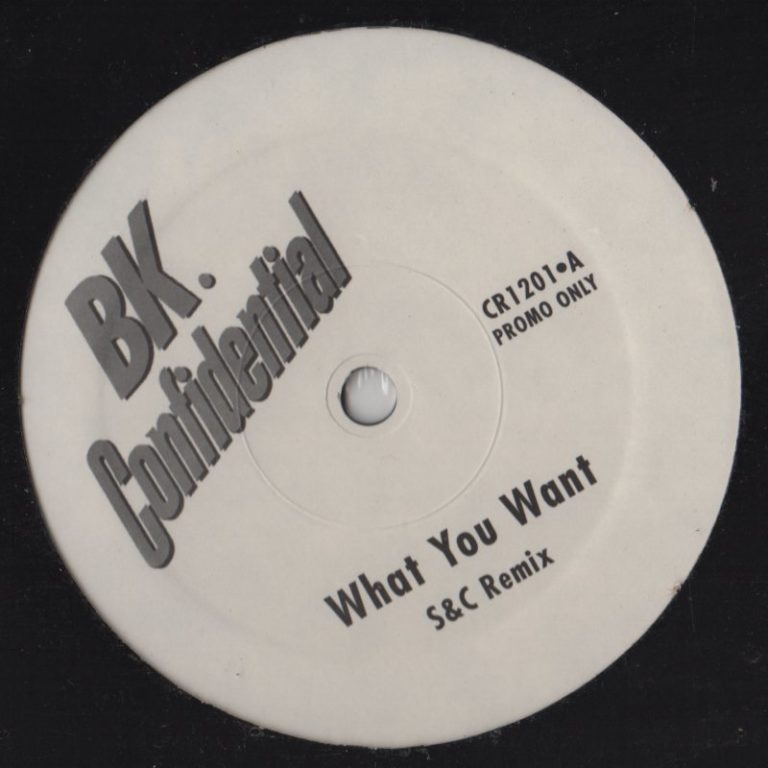 BK.
Confidential
CR1201•A
PROMO ONLY
What You Want
S&C Remix